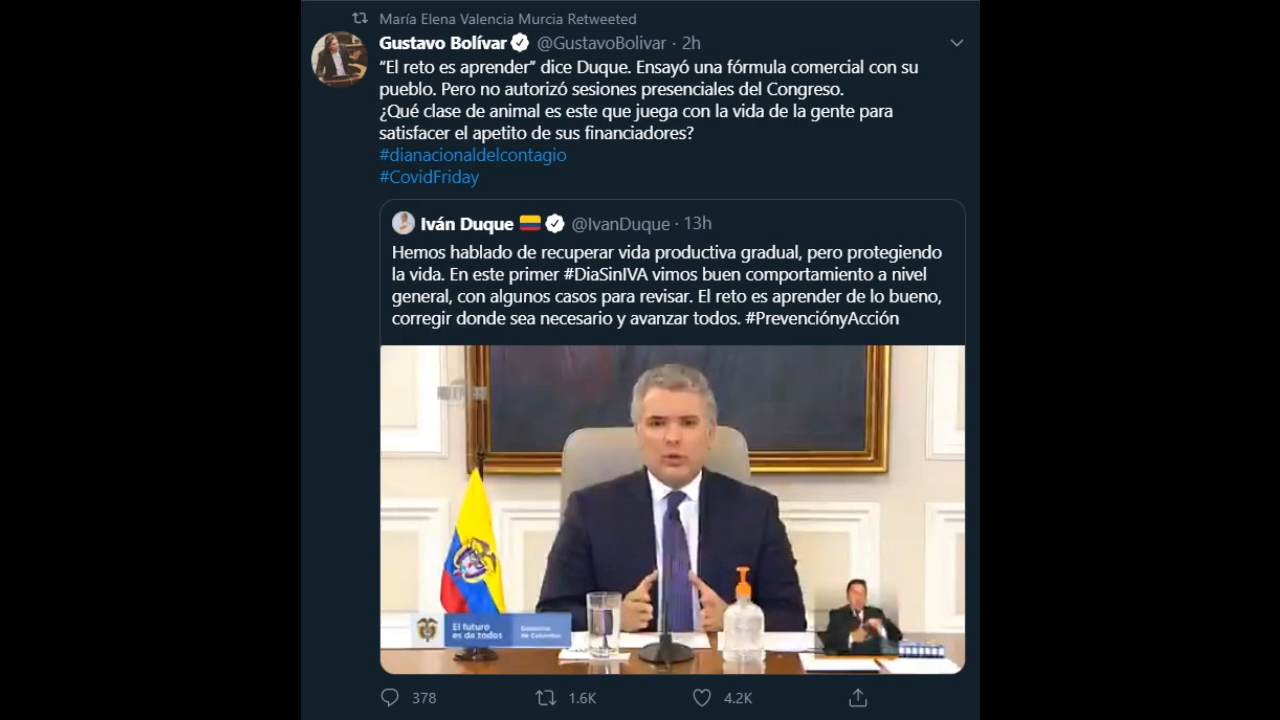 María Elena Valencia Murcia Retweeted
Gustavo Bolívar @GustavoBolivar · 2h
“El reto es aprender” dice Duque. Ensayó una fórmula comercial con su
pueblo. Pero no autorizó sesiones presenciales del Congreso.
¿Qué clase de animal es este que juega con la vida de la gente para
satisfacer el apetito de sus financiadores?
#dianacionaldelcontagio
#CovidFriday
Iván Duque @IvanDuque · 13h
Hemos hablado de recuperar vida productiva gradual, pero protegiendo
la vida. En este primer #DiaSinIVA vimos buen comportamiento a nivel
general, con algunos casos para revisar. El reto es aprender de lo bueno,
corregir donde sea necesario y avanzar todos. #PrevenciónyAcción
El futuro
es de todos
Gobierno
de Colombia
378 1.6K 4.2K